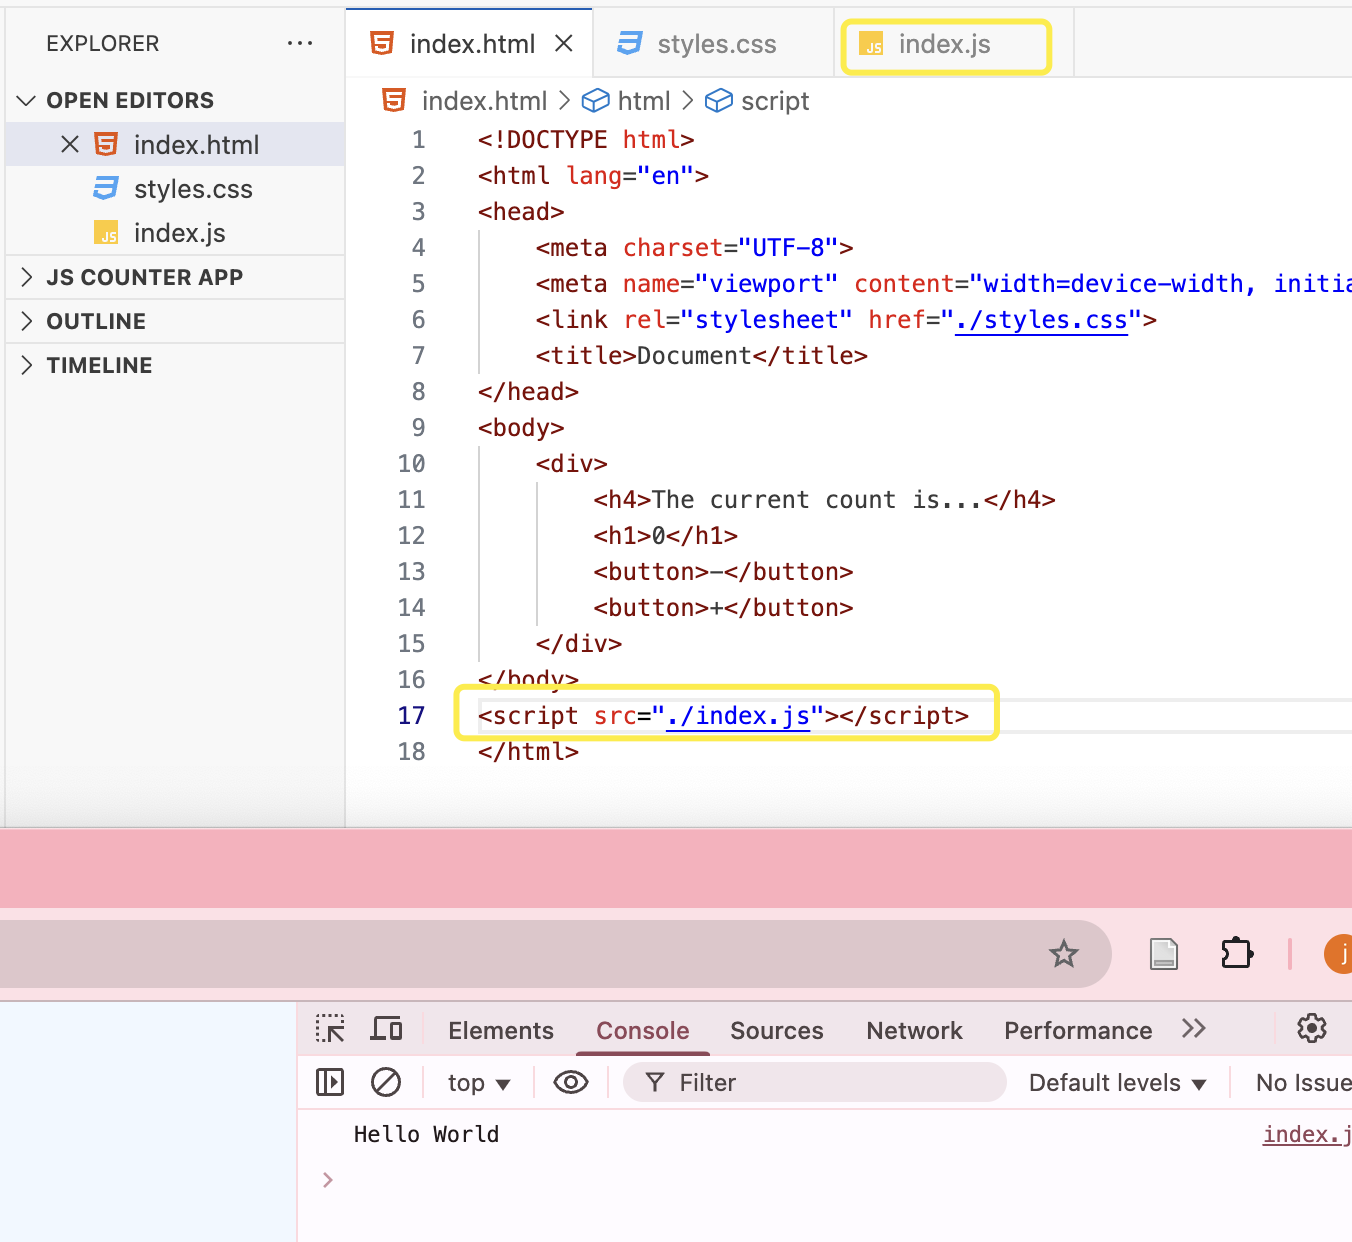 EXPLORER ...
OPEN EDITORS
index.html
styles.css
index.js
JS COUNTER APP
OUTLINE
TIMELINE
index.html styles.css JS index.js
index.html > html > script
1 <!DOCTYPE html>
2 <html lang="en">
3 <head>
4 <meta charset="UTF-8">
5 <meta name="viewport" content="width=device-width, initia
6 <link rel="stylesheet" href="./styles.css">
7 <title>Document</title>
8 </head>
9 <body>
10 <div>
11 <h4>The current count is...</h4>
12 <h1>0</h1>
13 <button>-</button>
14 <button>+</button>
15 </div>
16 </body>
17 <script src="./index.js"></script>
18 </html>
j
Elements Console Sources Network Performance
top Filter Default levels No Issue
Hello World index.j
>